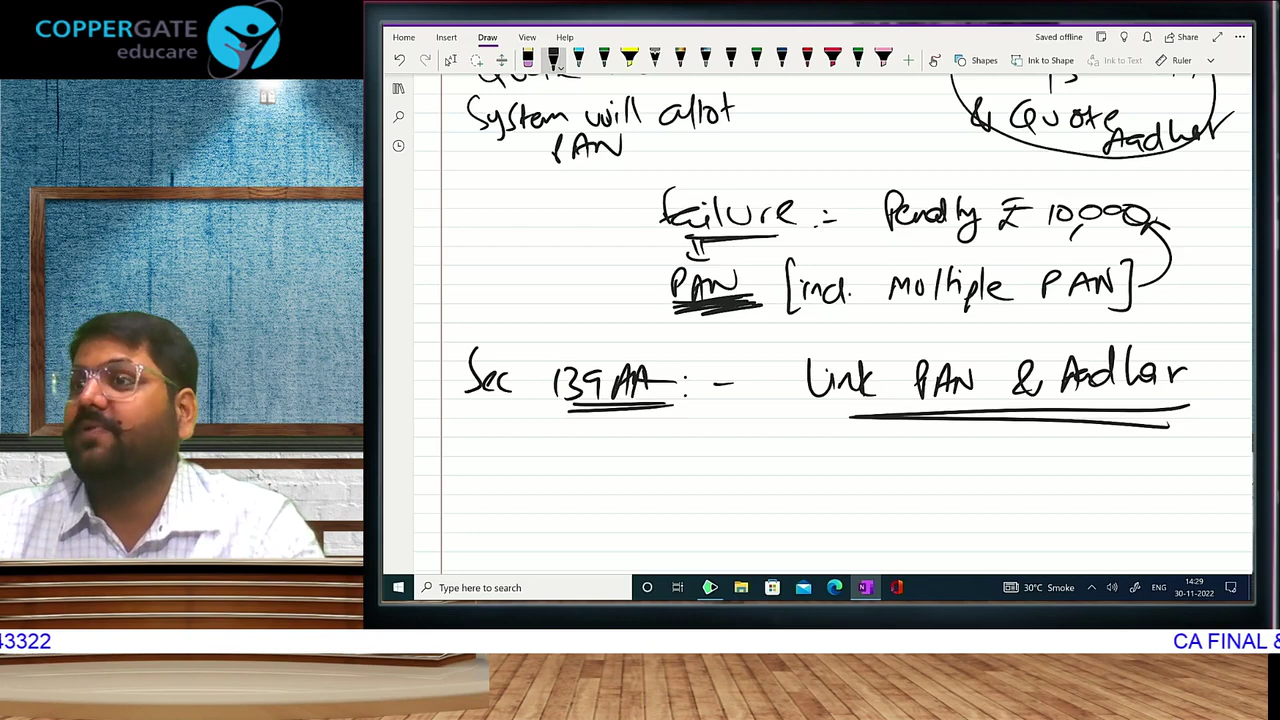 COPPERGATE
educare
Home Insert Draw View Help
Saved offline
Share
Shapes
Ink to Shape
Ink to Text
Ruler
System will allot
PAN
& Quote
Aadhar
failure :- Penalty ₹ 10,000
PAN [incl. Multiple PAN]
Sec 139AA :- Link PAN & Aadhar
Type here to search
30°C Smoke
ENG
14:29
30-11-2022
43322
CA FINAL &